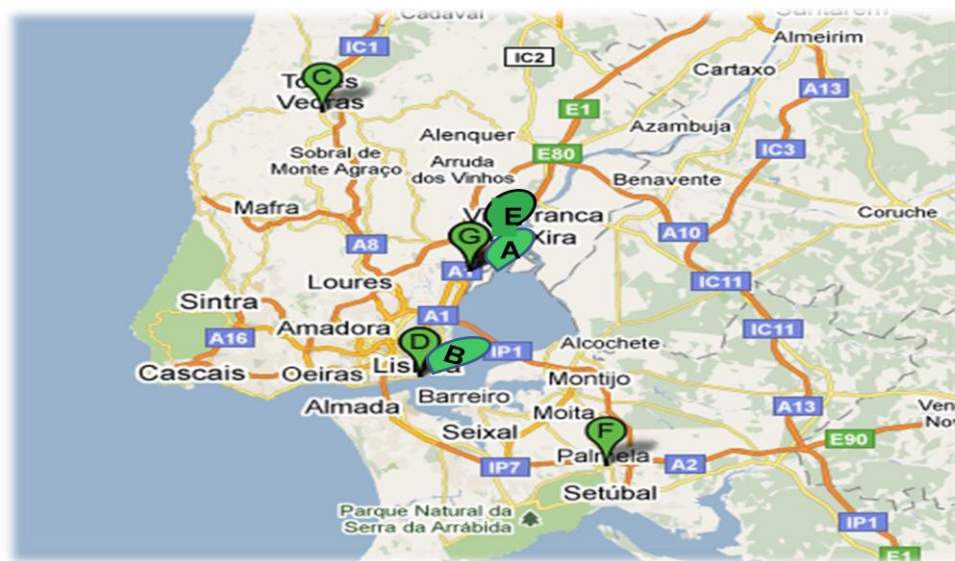 Cadaval
Santarém
IC1
IC2
Almeirim
C
Torres
Vedras
Cartaxo
A13
E1
Alenquer
Azambuja
Sobral de
Monte Agraço
Arruda
dos Vinhos
E80
IC3
Benavente
Mafra
E
Franca
Xira
Coruche
A8
G
A
A10
A1
Loures
IC11
Sintra
A1
Amadora
A16
D
B
IP1
IC11
Alcochete
Cascais
Oeiras
Montijo
Almada
Barreiro
Moita
A13
Seixal
F
E90
Palmela
IP7
A2
Setúbal
Parque Natural da
Serra da Arrábida
IP1
E1